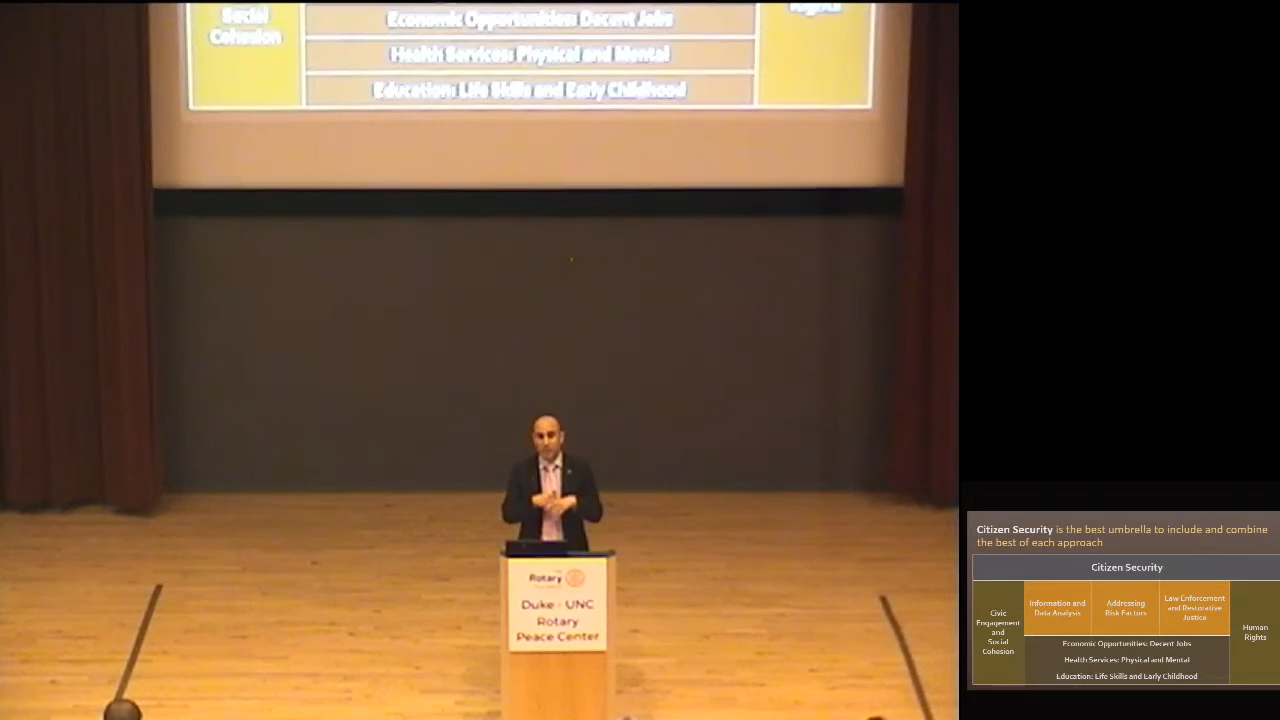 Social
Cohesion
Economic Opportunities: Decent Jobs
Health Services: Physical and Mental
Education: Life Skills and Early Childhood
Rights
Rotary
Duke - UNC
Rotary
Peace Center
Citizen Security is the best umbrella to include and combine
the best of each approach
Citizen Security
Civic
Engagement
and
Social
Cohesion
Information and
Data Analysis
Addressing
Risk Factors
Law Enforcement
and Restorative
Justice
Economic Opportunities: Decent Jobs
Health Services: Physical and Mental
Education: Life Skills and Early Childhood
Human
Rights